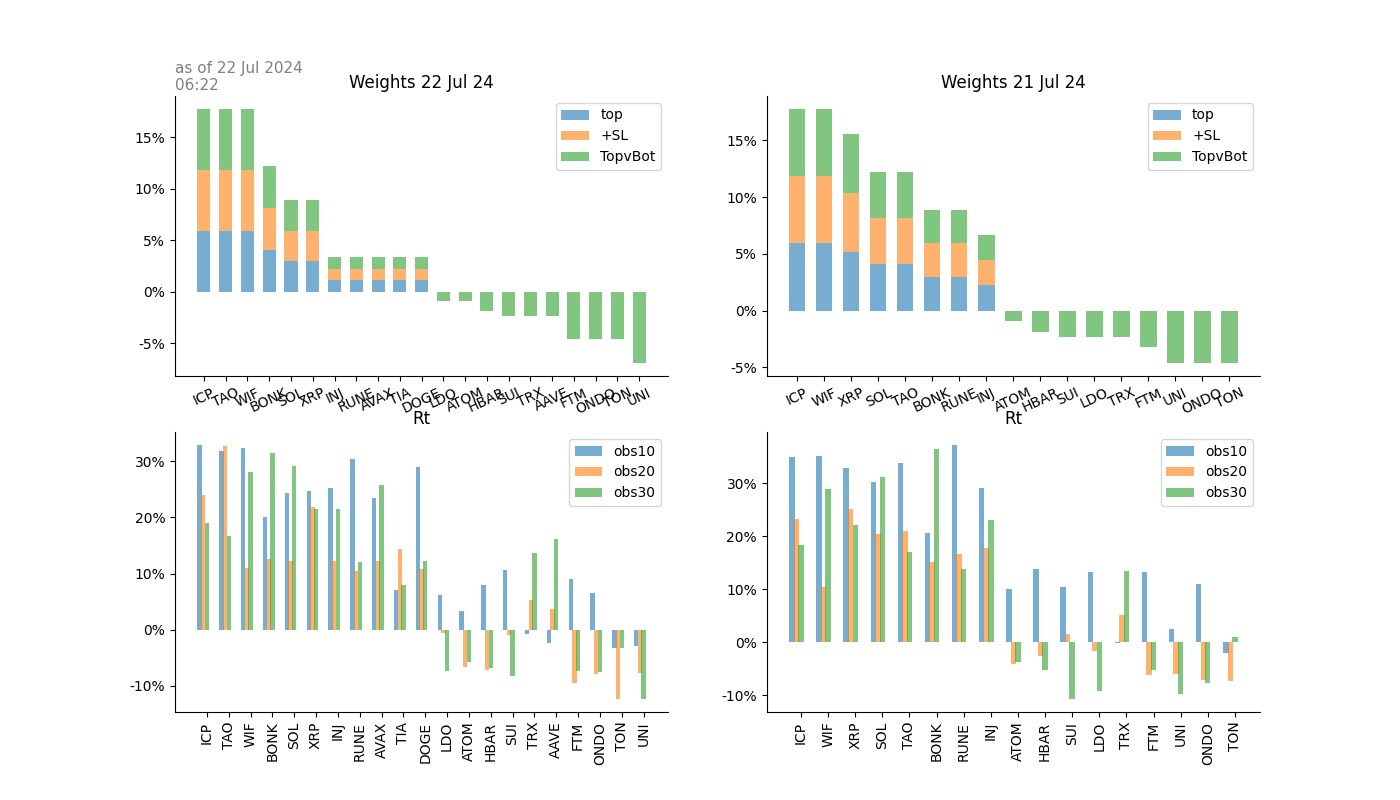 as of 22 Jul 2024
06:22
Weights 22 Jul 24
15%
10%
5%
0%
-5%
top
+SL
TopvBot
ICP TAO WIF BONK SOL XRP INJ RUNE AVAX TIA DOGE LDO ATOM HBAR SUI TRX AAVE FTM ONDO TON UNI
Weights 21 Jul 24
15%
10%
5%
0%
-5%
top
+SL
TopvBot
ICP WIF XRP SOL TAO BONK RUNE INJ ATOM HBAR SUI LDO TRX FTM UNI ONDO TON
Rt
30%
20%
10%
0%
-10%
obs10
obs20
obs30
ICP TAO WIF BONK SOL XRP INJ RUNE AVAX TIA DOGE LDO ATOM HBAR SUI TRX AAVE FTM ONDO TON UNI
Rt
30%
20%
10%
0%
-10%
obs10
obs20
obs30
ICP WIF XRP SOL TAO BONK RUNE INJ ATOM HBAR SUI LDO TRX FTM UNI ONDO TON